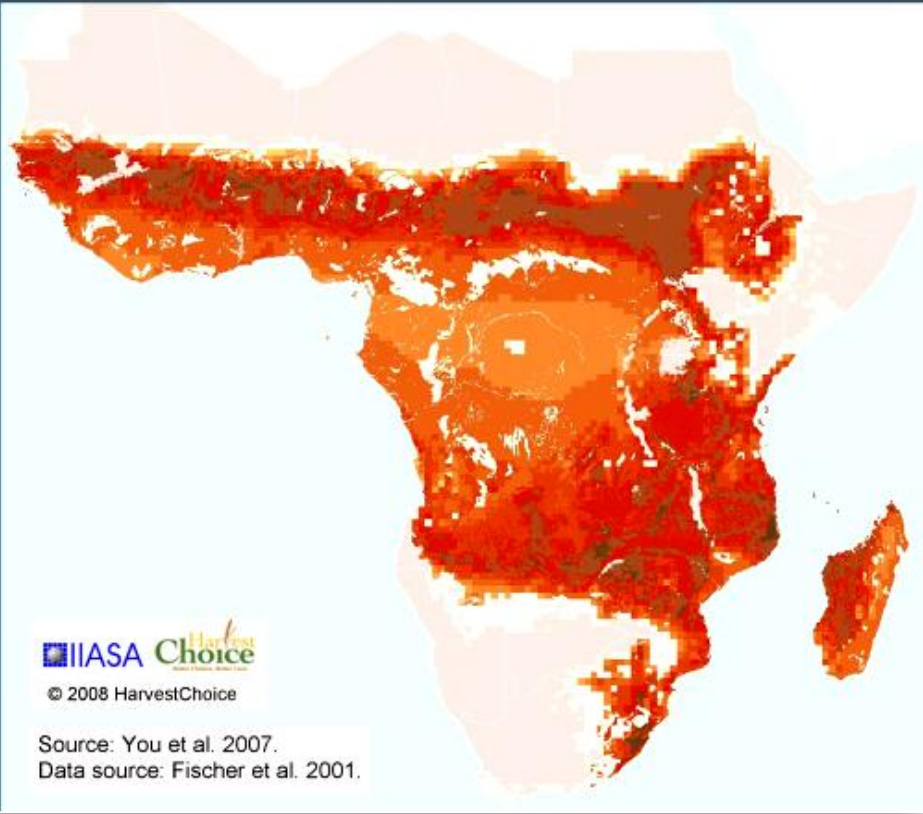 IIASA
Harvest
Choice
© 2008 HarvestChoice
Source: You et al. 2007.
Data source: Fischer et al. 2001.